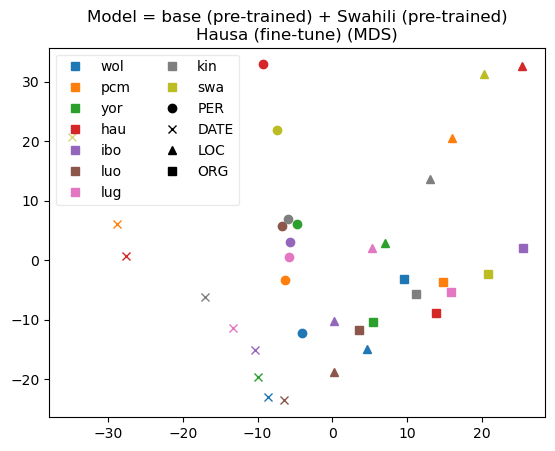 Model = base (pre-trained) + Swahili (pre-trained)
Hausa (fine-tune) (MDS)
wol
pcm
yor
hau
ibo
luo
lug
kin
swa
PER
DATE
LOC
ORG
30
20
10
0
−10
−20
−30
−20
−10
0
10
20